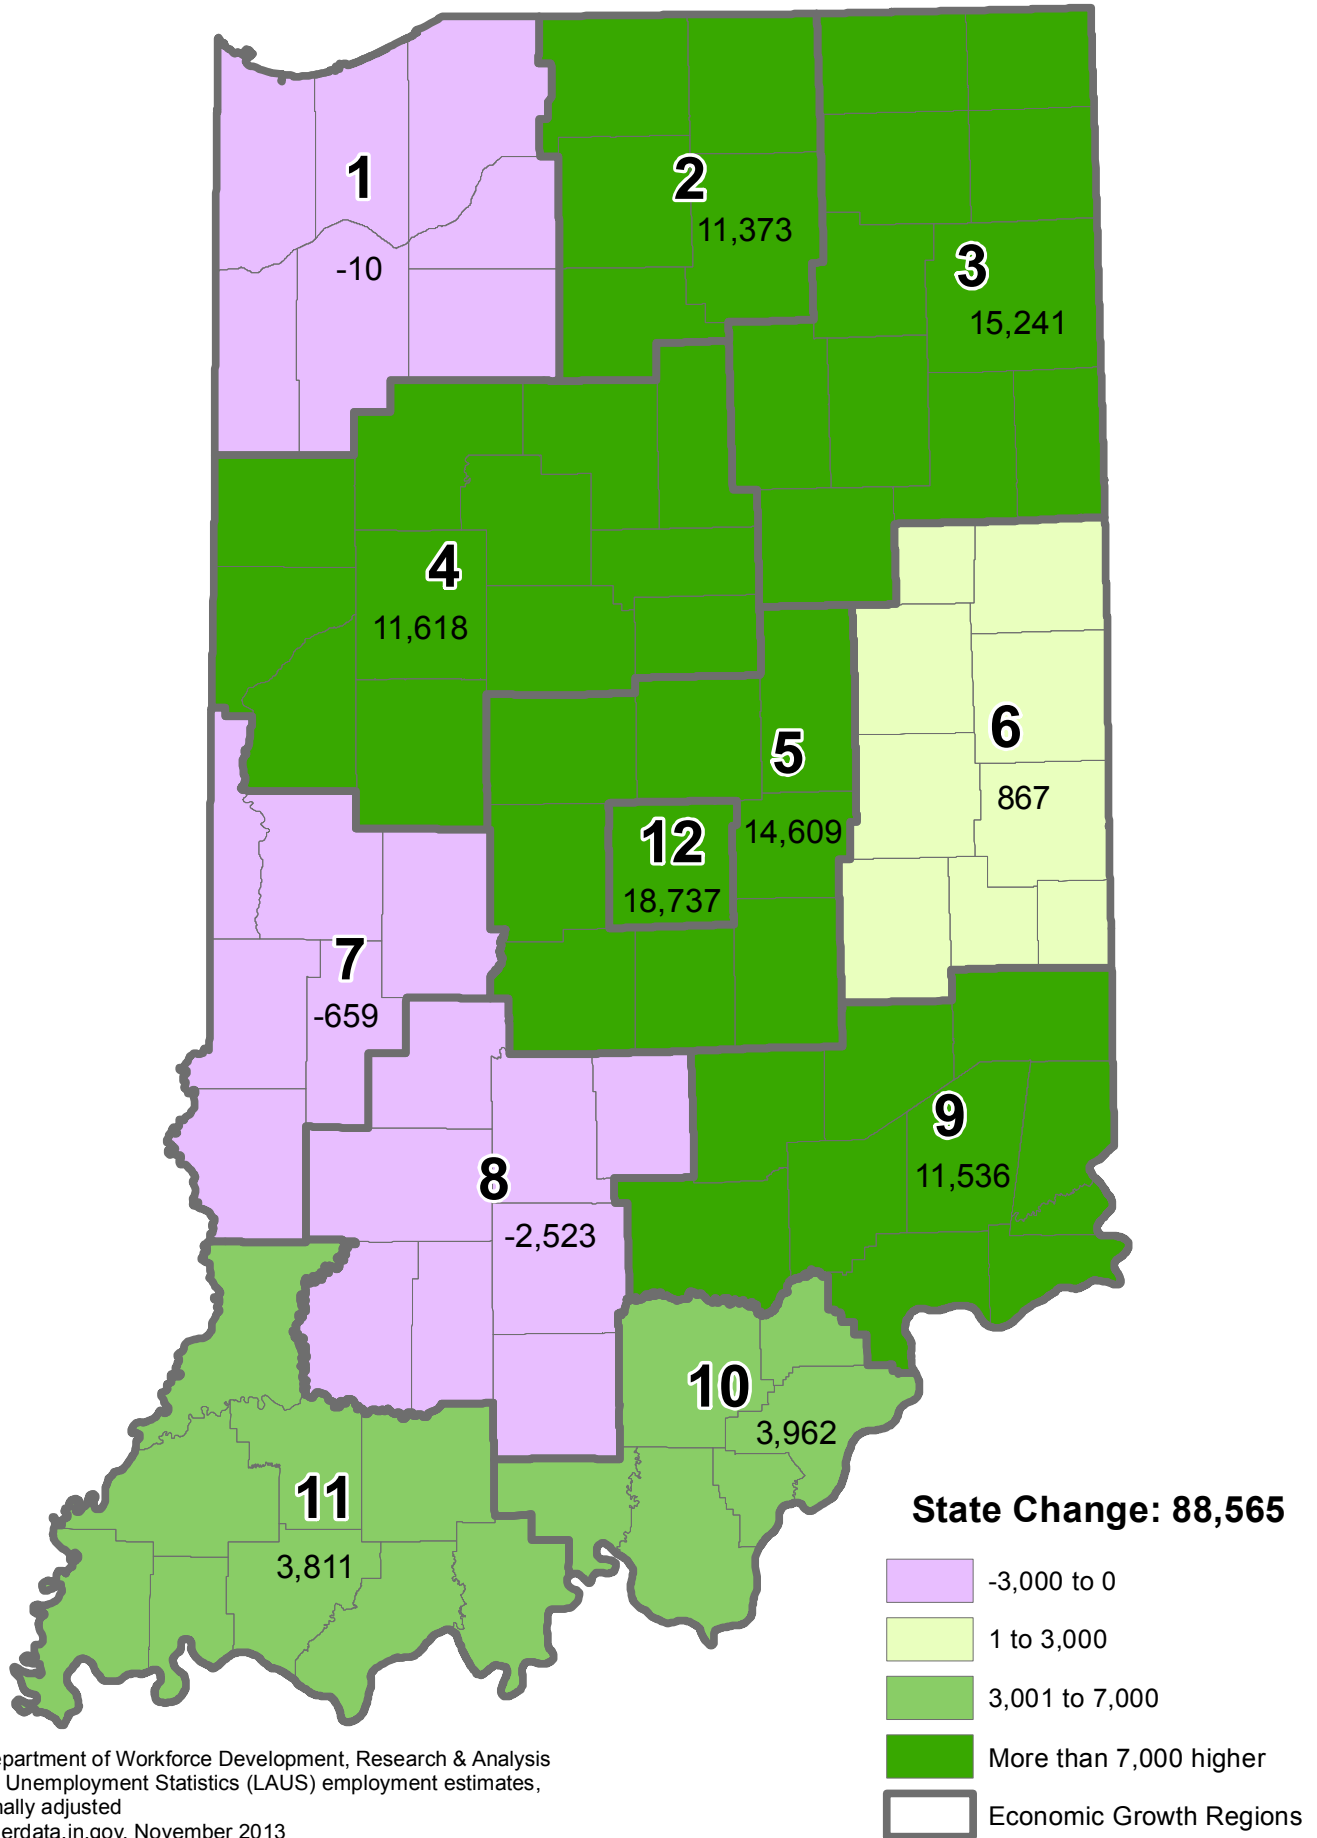 1
-10
2
11,373
3
15,241
4
11,618
5
14,609
6
867
12
18,737
7
-659
8
-2,523
9
11,536
10
3,962
11
3,811
State Change: 88,565
-3,000 to 0
1 to 3,000
3,001 to 7,000
More than 7,000 higher
Economic Growth Regions
epartment of Workforce Development, Research & Analysis
Unemployment Statistics (LAUS) employment estimates,
nally adjusted
erdata.in.gov, November 2013